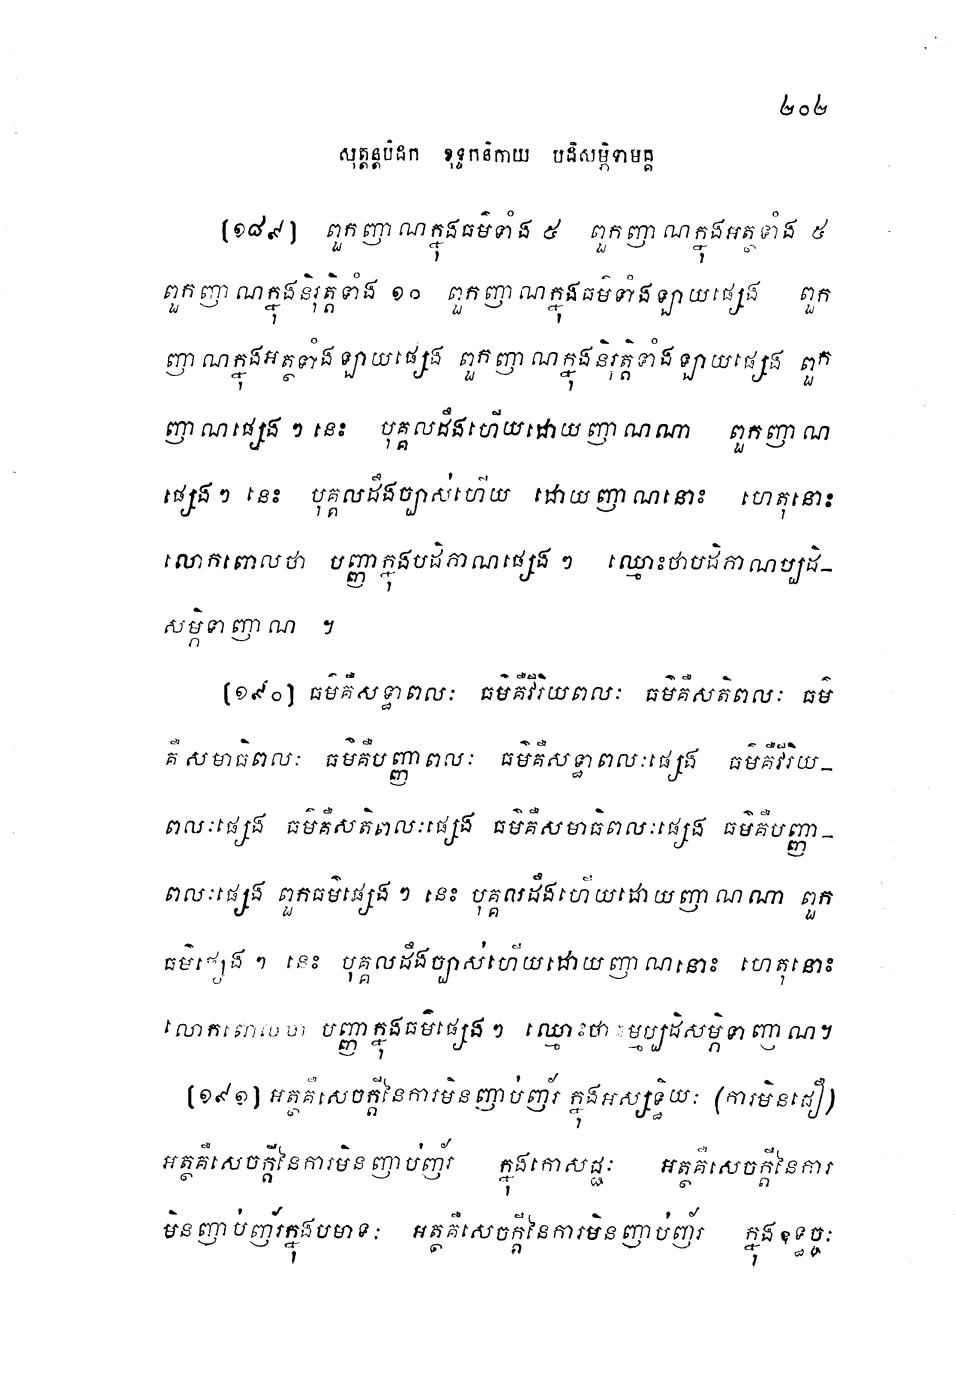 ២០២
សុត្តន្តបិដក ខុទ្ទកនិកាយ បដិសម្ភិទាមគ្គ
[១៨៩] ពួកញាណក្នុងធម៌ទាំង ៥ ពួកញាណក្នុងអត្ថទាំង ៥
ពួកញាណក្នុងនិរុត្តិទាំង ១០ ពួកញាណក្នុងធម៌ទាំងឡាយផ្សេង ពួក
ញាណក្នុងអត្ថទាំងឡាយផ្សេង ពួកញាណក្នុងនិរុត្តិទាំងឡាយផ្សេង ពួក
ញាណផ្សេងៗ នេះ បុគ្គលដឹងហើយដោយញាណណា ពួកញាណ
ផ្សេងៗ នេះ បុគ្គលដឹងច្បាស់ហើយ ដោយញាណនោះ ហេតុនោះ
លោកពោលថា បញ្ញាក្នុងបដិភាណផ្សេងៗ ឈ្មោះថាបដិភាណប្បដិ-
សម្ភិទាញាណ ។
[១៩០] ធម៌គឺសទ្ធាពលៈ ធម៌គឺវីរិយពលៈ ធម៌គឺសតិពលៈ ធម៌
គឺសមាធិពលៈ ធម៌គឺបញ្ញាពលៈ ធម៌គឺសទ្ធាពលៈផ្សេង ធម៌គឺវីរិយ-
ពលៈផ្សេង ធម៌គឺសតិពលៈផ្សេង ធម៌គឺសមាធិពលៈផ្សេង ធម៌គឺបញ្ញា-
ពលៈផ្សេង ពួកធម៌ផ្សេងៗ នេះ បុគ្គលដឹងហើយដោយញាណណា ពួក
ធម៌ផ្សេងៗ នេះ បុគ្គលដឹងច្បាស់ហើយដោយញាណនោះ ហេតុនោះ
លោកពោលថា បញ្ញាក្នុងធម៌ផ្សេងៗ ឈ្មោះថាធម្មប្បដិសម្ភិទាញាណ។
[១៩១] អត្ថគឺសេចក្តីនៃការមិនញាប់ញ័រ ក្នុងអស្សទ្ធិយៈ (ការមិនជឿ)
អត្ថគឺសេចក្តីនៃការមិនញាប់ញ័រ ក្នុងកោសជ្ជៈ អត្ថគឺសេចក្តីនៃការ
មិនញាប់ញ័រក្នុងបមាទៈ អត្ថគឺសេចក្តីនៃការមិនញាប់ញ័រ ក្នុងឧទ្ធច្ចៈ